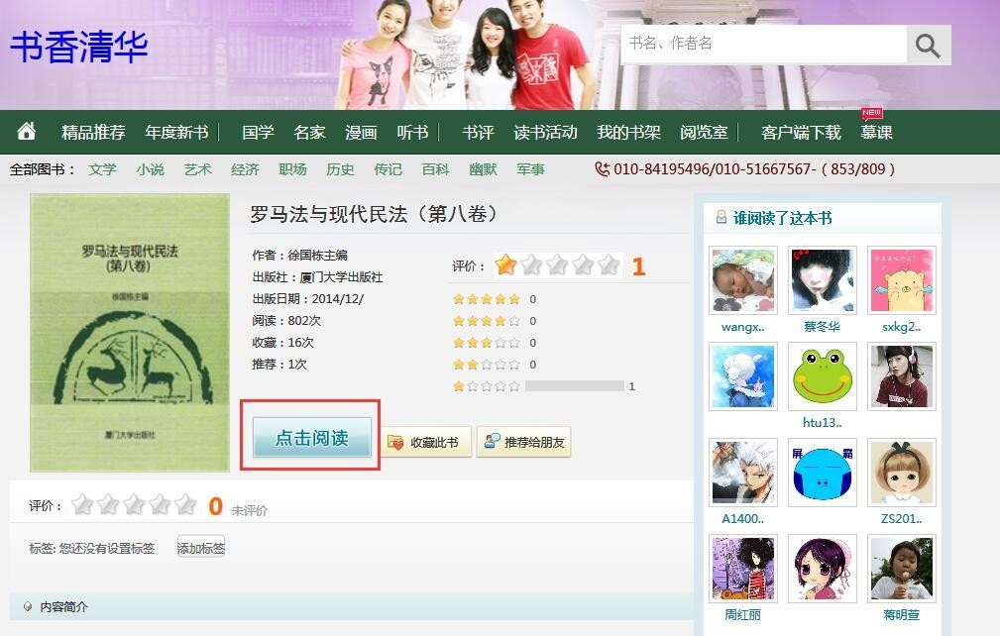 书香清华
书名、作者名
NEW
精品推荐 年度新书 国学 名家 漫画 听书 书评 读书活动 我的书架 阅览室 客户端下载 慕课
全部图书： 文学 小说 艺术 经济 职场 历史 传记 百科 幽默 军事 010-84195496/010-51667567-（853/809）
罗马法与现代民法
(第八卷)
徐国栋主编
厦门大学出版社
罗马法与现代民法（第八卷）
作者：徐国栋主编
出版社：厦门大学出版社
出版日期：2014/12/
阅读：802次
收藏：16次
推荐：1次
评价： 1
0
0
0
0
1
点击阅读 收藏此书 推荐给朋友
评价： 0 未评价
标签: 您还没有设置标签 添加标签
内容简介
谁阅读了这本书
wangx.. 蔡冬华 sxkg2..
htu13..
屏 霸
A1400.. ZS201..
周红丽 蒋明萱